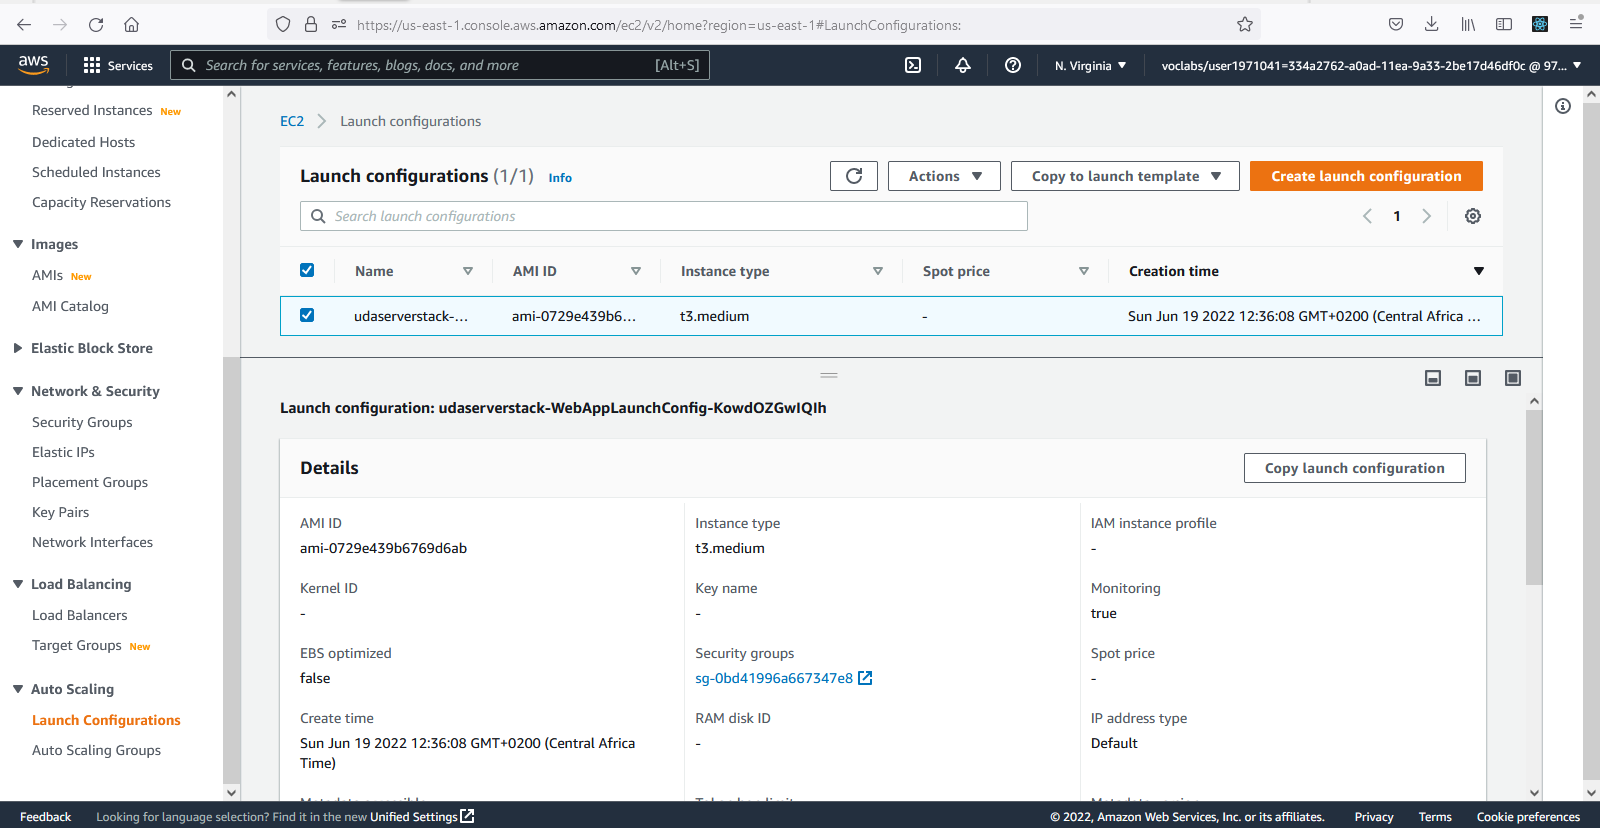 https://us-east-1.console.aws.amazon.com/ec2/v2/home?region=us-east-1#LaunchConfigurations:
aws Services Search for services, features, blogs, docs, and more [Alt+S] N. Virginia voclabs/user1971041=334a2762-a0ad-11ea-9a33-2be17d46df0c @ 97...
Reserved Instances New
Dedicated Hosts
Scheduled Instances
Capacity Reservations
Images
AMIs New
AMI Catalog
Elastic Block Store
Network & Security
Security Groups
Elastic IPs
Placement Groups
Key Pairs
Network Interfaces
Load Balancing
Load Balancers
Target Groups New
Auto Scaling
Launch Configurations
Auto Scaling Groups
EC2 Launch configurations
Launch configurations (1/1) Info Actions Copy to launch template Create launch configuration
Search launch configurations 1
Name AMI ID Instance type Spot price Creation time
udaserverstack-... ami-0729e439b6... t3.medium - Sun Jun 19 2022 12:36:08 GMT+0200 (Central Africa ...
Launch configuration: udaserverstack-WebAppLaunchConfig-KowdOZGwIQIh
Details Copy launch configuration
AMI ID Instance type IAM instance profile
ami-0729e439b6769d6ab t3.medium -
Kernel ID Key name Monitoring
- - true
EBS optimized Security groups Spot price
false sg-0bd41996a667347e8 -
Create time RAM disk ID IP address type
Sun Jun 19 2022 12:36:08 GMT+0200 (Central Africa - Default
Time)
Feedback Looking for language selection? Find it in the new Unified Settings © 2022, Amazon Web Services, Inc. or its affiliates. Privacy Terms Cookie preferences